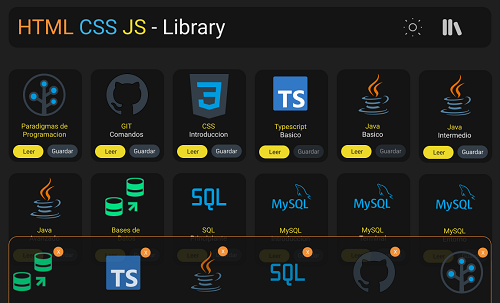 HTML CSS JS - Library
Paradigmas de
Programacion
Leer Guardar
GIT
Comandos
Leer Guardar
CSS
Introduccion
Leer Guardar
TS
Typescript
Basico
Leer Guardar
Java
Basico
Leer Guardar
Java
Intermedio
Leer Guardar
Java
Bases de
SQL
SQL
MySQL
MySQL
MySQL
MySQL
x
TS
x
x
SQL
x
x
x